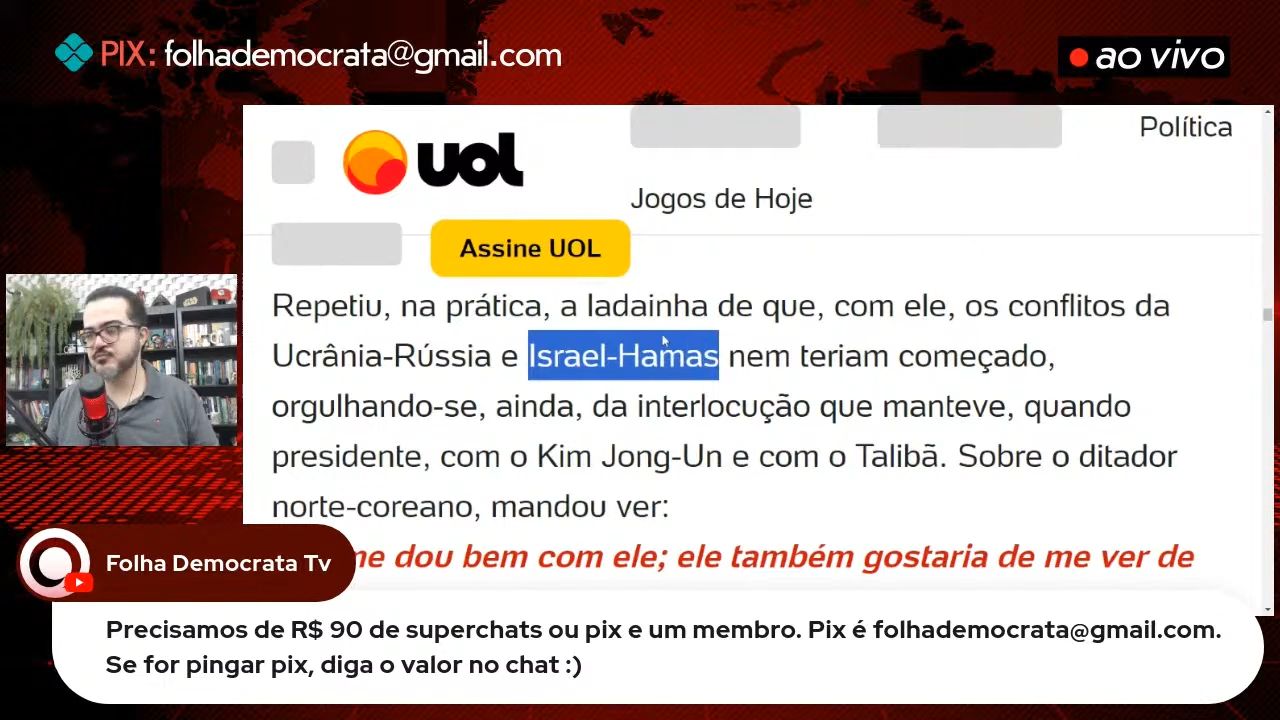 PIX: folhademocrata@gmail.com
ao vivo
uol
Política
Jogos de Hoje
Assine UOL
Repetiu, na prática, a ladainha de que, com ele, os conflitos da
Ucrânia-Rússia e Israel-Hamas nem teriam começado,
orgulhando-se, ainda, da interlocução que manteve, quando
presidente, com o Kim Jong-Un e com o Talibã. Sobre o ditador
norte-coreano, mandou ver:
me dou bem com ele; ele também gostaria de me ver de
Folha Democrata Tv
Precisamos de R$ 90 de superchats ou pix e um membro. Pix é folhademocrata@gmail.com.
Se for pingar pix, diga o valor no chat :)